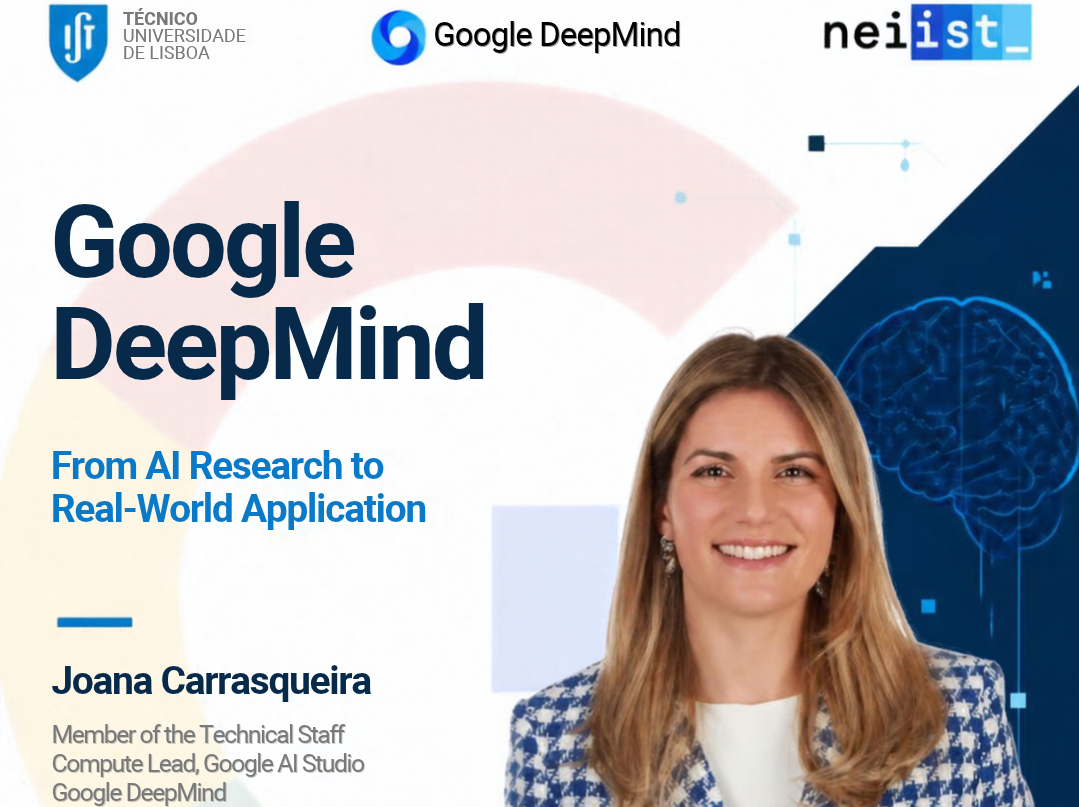 TÉCNICO
UNIVERSIDADE
DE LISBOA
Google DeepMind
neiist_
Google
DeepMind
From AI Research to
Real-World Application
Joana Carrasqueira
Member of the Technical Staff
Compute Lead, Google AI Studio
Google DeepMind